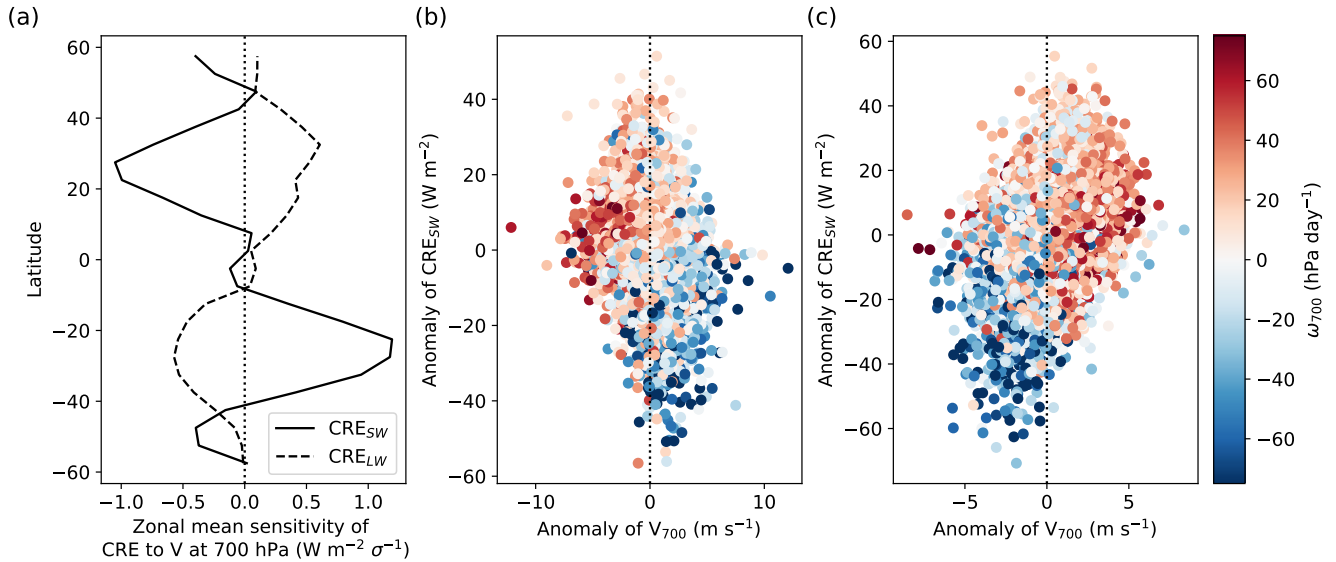 (a)
60
40
20
0
−20
−40
−60
Latitude
CRE_SW
CRE_LW
−1.0 −0.5 0.0 0.5 1.0
Zonal mean sensitivity of
CRE to V at 700 hPa (W m⁻² σ⁻¹)
(b)
40
20
0
−20
−40
−60
Anomaly of CRE_SW (W m⁻²)
−10 0 10
Anomaly of V₇₀₀ (m s⁻¹)
(c)
60
40
20
0
−20
−40
−60
Anomaly of CRE_SW (W m⁻²)
−5 0 5
Anomaly of V₇₀₀ (m s⁻¹)
60
40
20
0
−20
−40
−60
ω₇₀₀ (hPa day⁻¹)